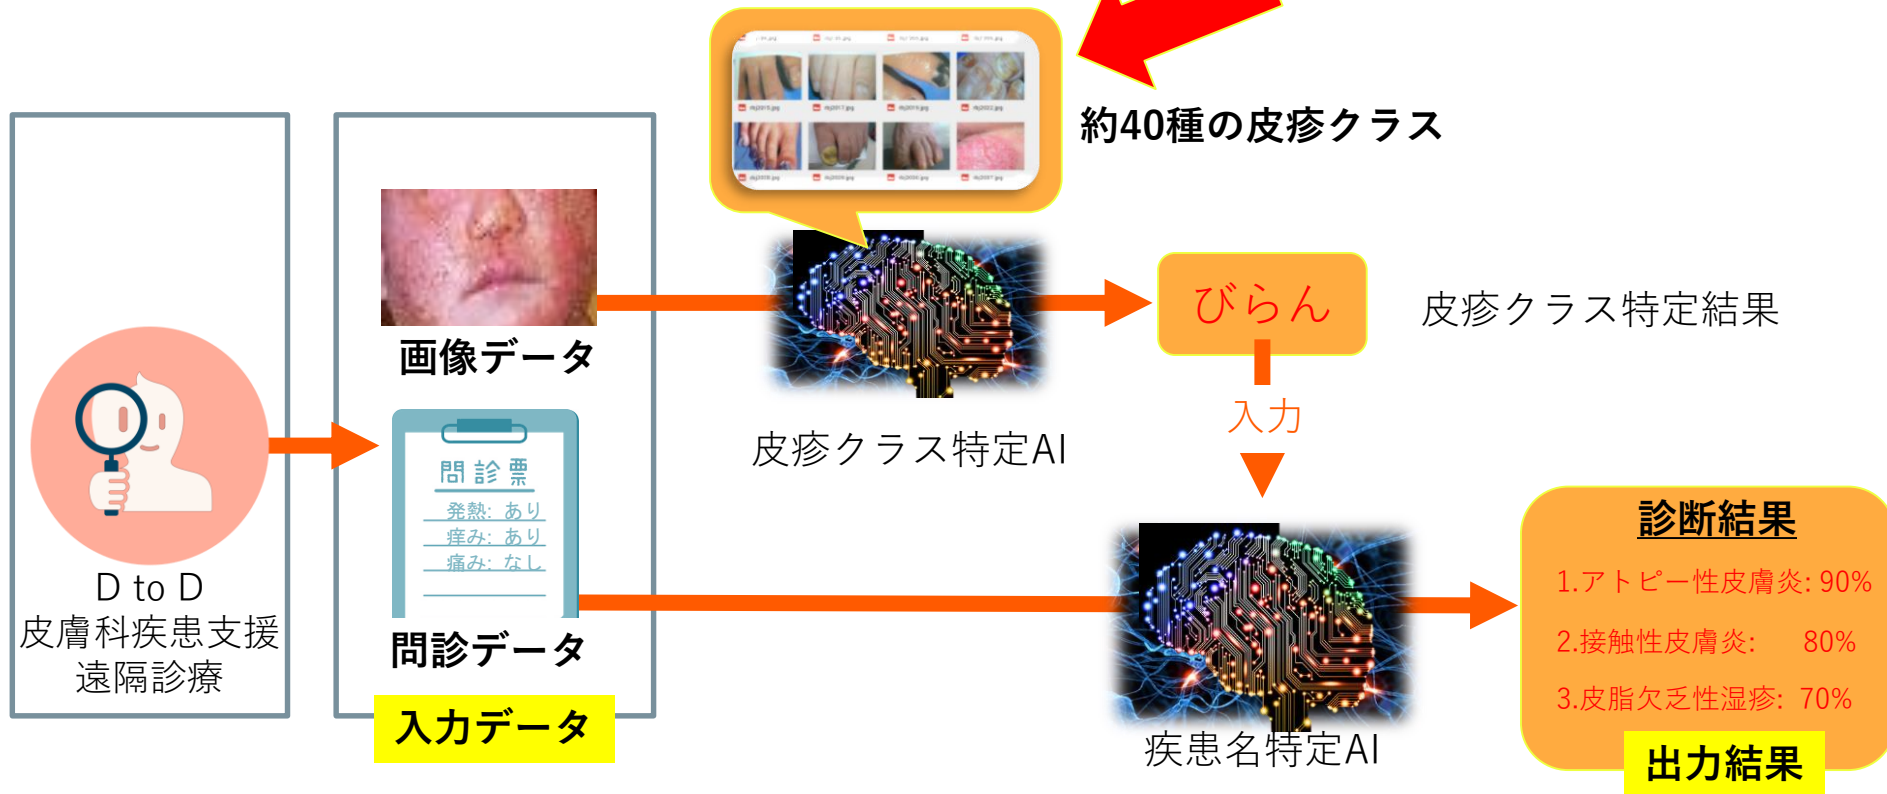 約40種の皮疹クラス
画像データ
びらん
皮疹クラス特定結果
入力
皮疹クラス特定AI
問診票
発熱: あり
痒み: あり
痛み: なし
D to D
皮膚科疾患支援
遠隔診療
問診データ
入力データ
疾患名特定AI
診断結果
1.アトピー性皮膚炎: 90%
2.接触性皮膚炎: 80%
3.皮脂欠乏性湿疹: 70%
出力結果